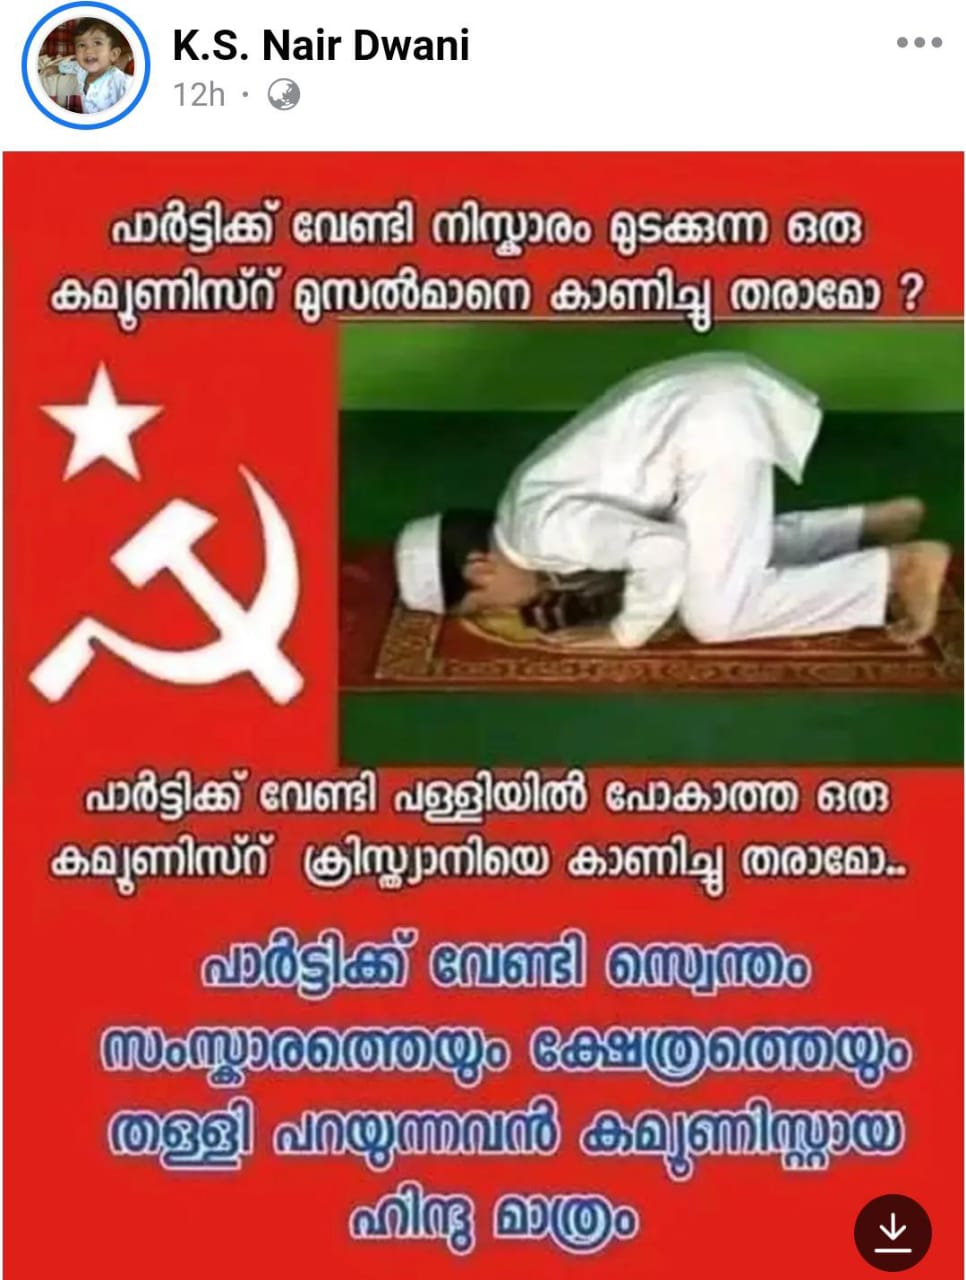 K.S. Nair Dwani
12h ·
പാർട്ടിക്ക് വേണ്ടി നിസ്കാരം മുടക്കുന്ന ഒരു
കമ്യൂണിസ്റ് മുസൽമാനെ കാണിച്ചു തരാമോ ?
പാർട്ടിക്ക് വേണ്ടി പള്ളിയിൽ പോകാത്ത ഒരു
കമ്യൂണിസ്റ് ക്രിസ്ത്യാനിയെ കാണിച്ചു തരാമോ..
പാർട്ടിക്ക് വേണ്ടി സ്വെന്തം
സംസ്കാരത്തെയും ക്ഷേത്രത്തെയും
തള്ളി പറയുന്നവൻ കമ്യൂണിസ്റ്റായ
ഹിന്ദു മാത്രം